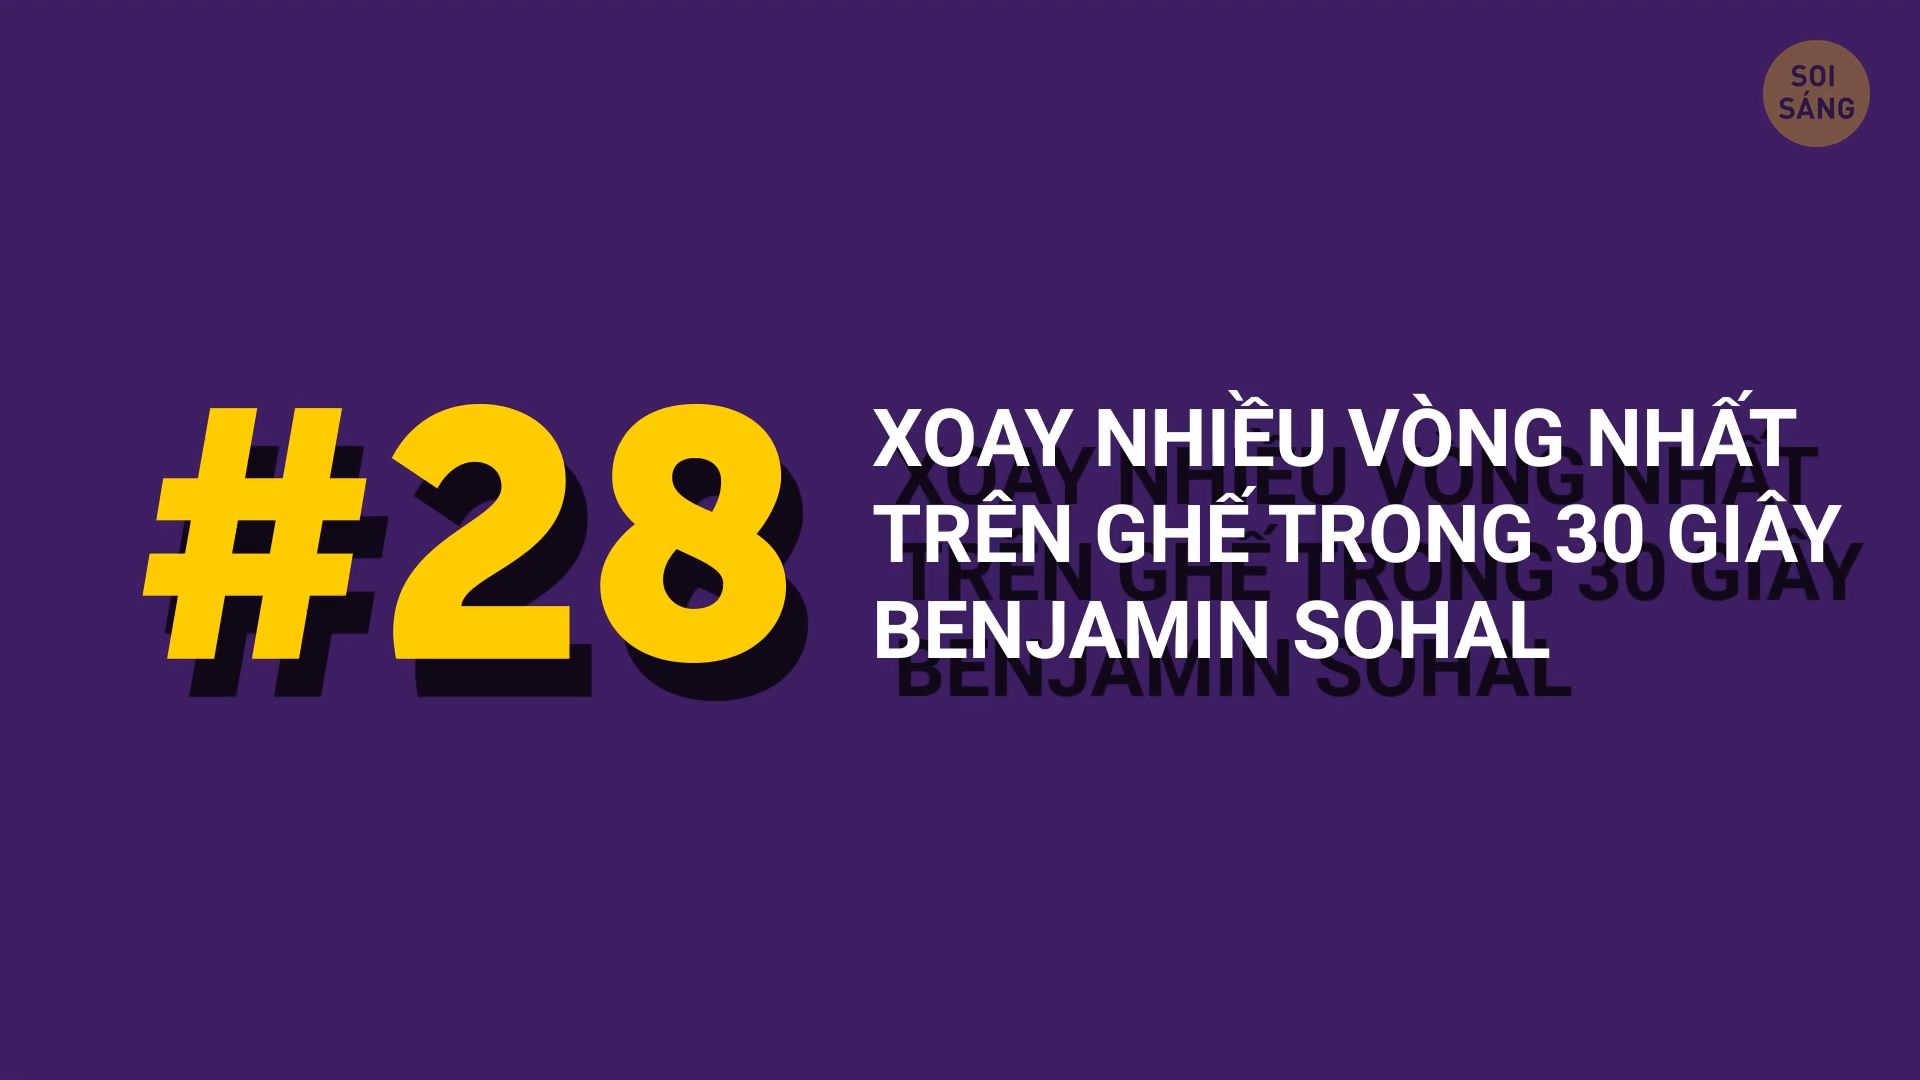 SOI
SÁNG
#28
XOAY NHIỀU VÒNG NHẤT
TRÊN GHẾ TRONG 30 GIÂY
BENJAMIN SOHAL